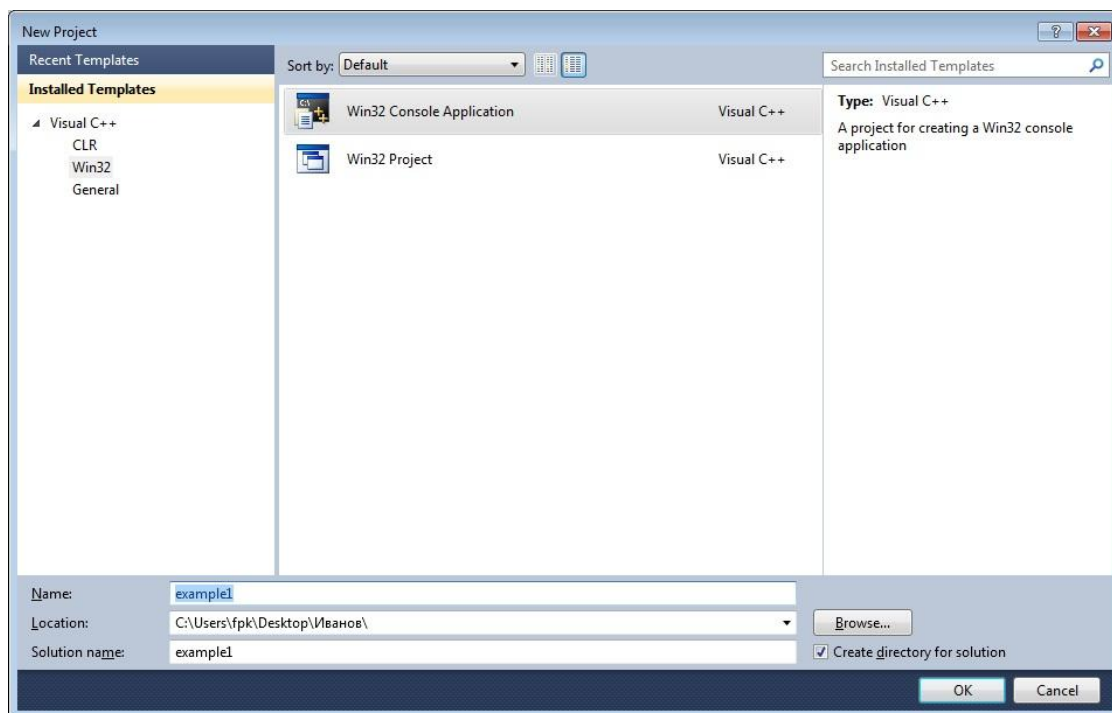 New Project
Recent Templates
Installed Templates
Visual C++
CLR
Win32
General
Sort by: Default
Win32 Console Application Visual C++
Win32 Project Visual C++
Search Installed Templates
Type: Visual C++
A project for creating a Win32 console
application
Name: example1
Location: C:\Users\fpk\Desktop\Иванов\
Browse...
Solution name: example1
Create directory for solution
OK Cancel